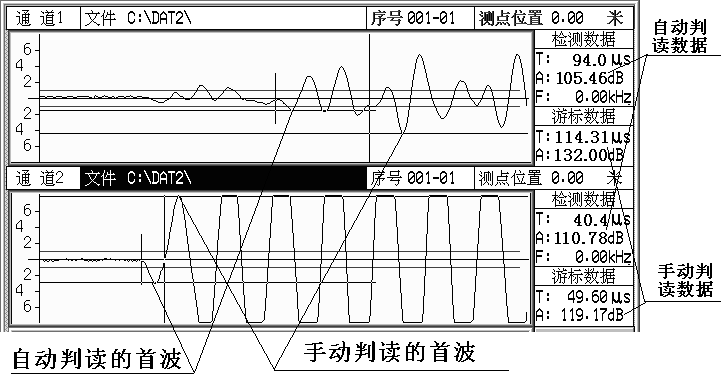 通 道1 文件 C:\DAT2\ 序号 001-01 测点位置 0.00 米
自动判
读数据
检测数据
T: 94.0 μs
A: 105.46dB
F: 0.00kHz
游标数据
T: 114.31μs
A: 132.00dB
6
4
2
2
4
6
通 道2 文件 C:\DAT2\ 序号 001-01 测点位置 0.00 米
检测数据
T: 40.4 μs
A: 110.78dB
F: 0.00kHz
游标数据
T: 49.60 μs
A: 119.17dB
6
4
2
2
4
6
手动判
读数据
自动判读的首波
手动判读的首波